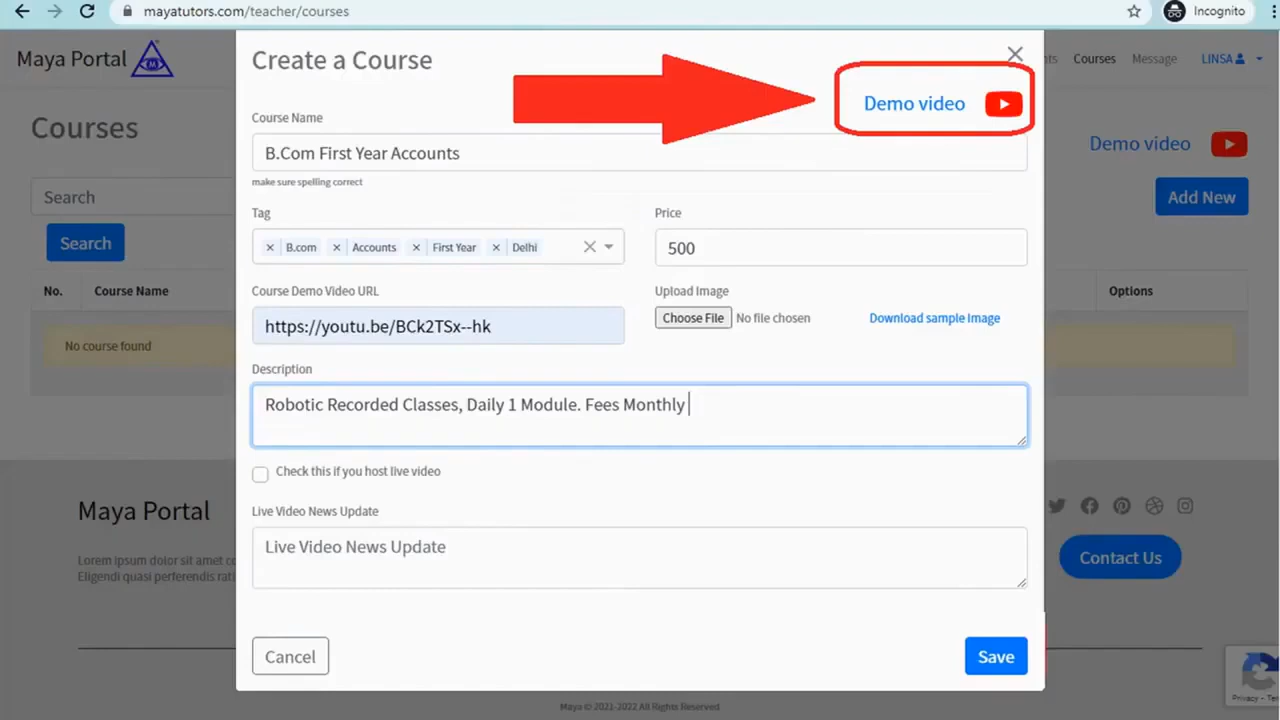 mayatutors.com/teacher/courses
Incognito
Maya Portal
Create a Course
Courses Message LINSA
Demo video
Courses
Course Name
B.Com First Year Accounts
make sure spelling correct
Demo video
Search
Add New
Tag
Price
B.com Accounts First Year Delhi
500
Search
Course Demo Video URL
Upload Image
No.
Course Name
Options
https://youtu.be/BCk2TSx--hk
Choose File No file chosen
Download sample Image
No course found
Description
Robotic Recorded Classes, Daily 1 Module. Fees Monthly
Check this if you host live video
Maya Portal
Live Video News Update
Live Video News Update
Lorem ipsum dolor sit amet
Eligendi quasi perferendis
Contact Us
Cancel
Save
Privacy
Maya © 2021-2022 All Rights Reserved